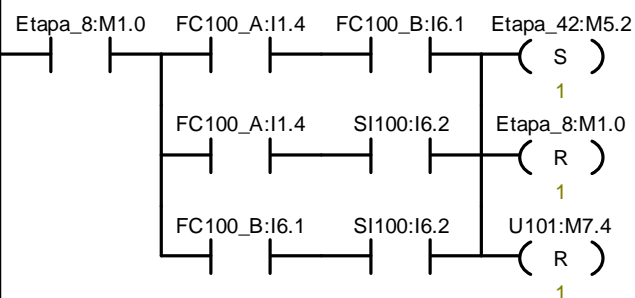 Etapa_8:M1.0 FC100_A:I1.4 FC100_B:I6.1 Etapa_42:M5.2
S
1
FC100_A:I1.4 SI100:I6.2 Etapa_8:M1.0
R
1
FC100_B:I6.1 SI100:I6.2 U101:M7.4
R
1